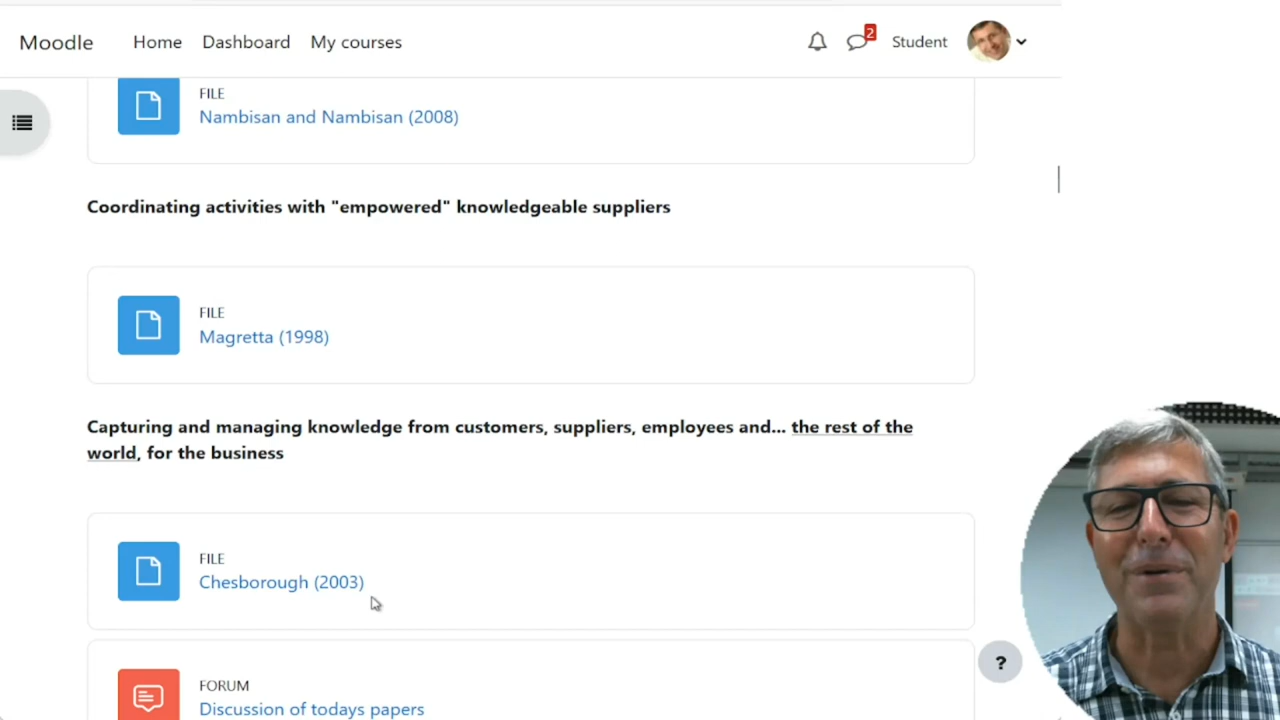 Moodle Home Dashboard My courses 2 Student
FILE
Nambisan and Nambisan (2008)
Coordinating activities with "empowered" knowledgeable suppliers
FILE
Magretta (1998)
Capturing and managing knowledge from customers, suppliers, employees and... the rest of the
world, for the business
FILE
Chesborough (2003)
?
FORUM
Discussion of todays papers